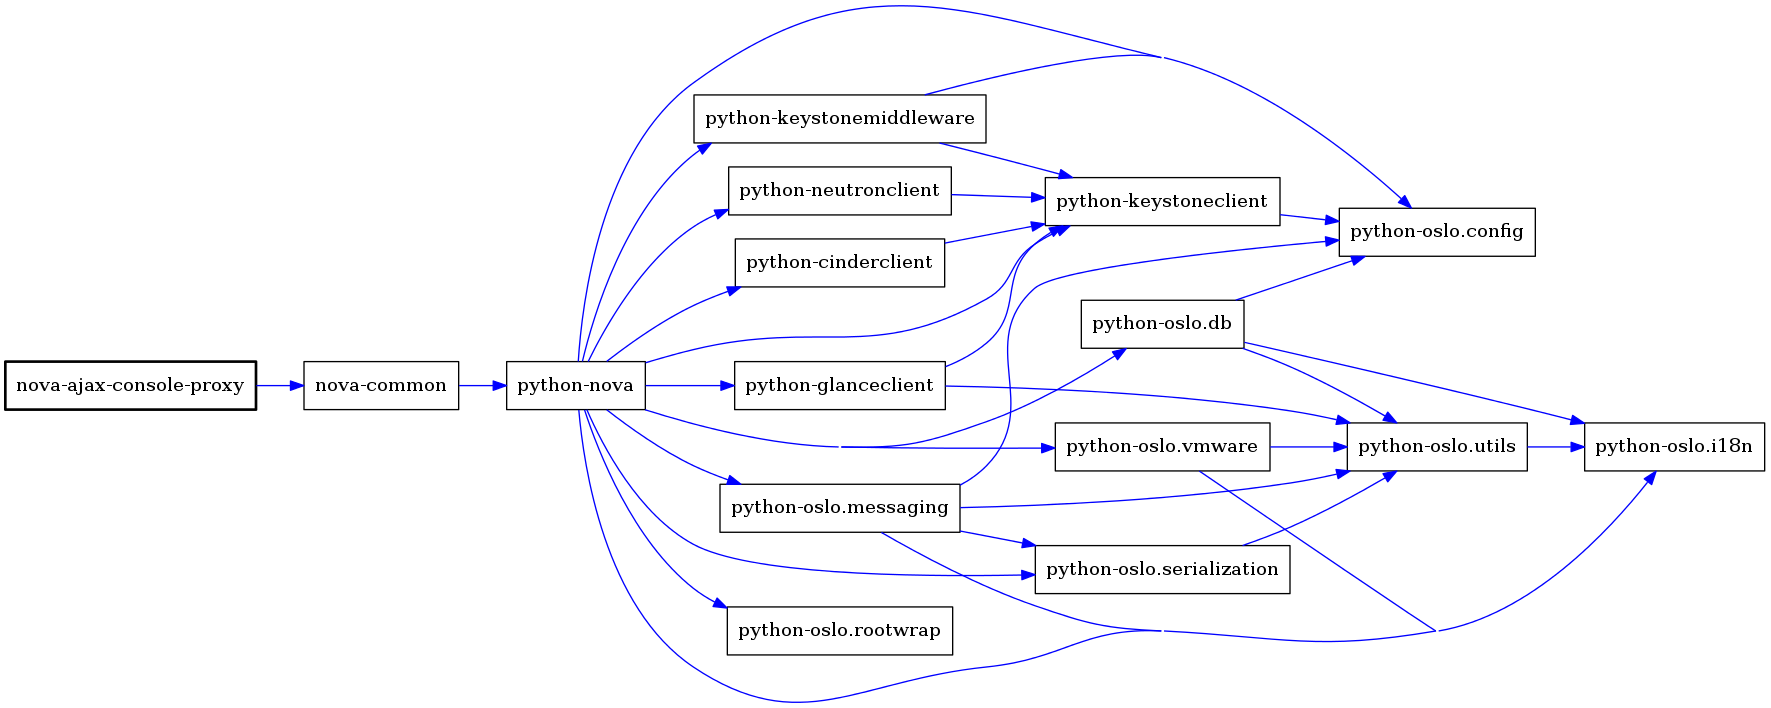 python-keystonemiddleware
python-neutronclient
python-keystoneclient
python-oslo.config
python-cinderclient
python-oslo.db
nova-ajax-console-proxy
nova-common
python-nova
python-glanceclient
python-oslo.vmware
python-oslo.utils
python-oslo.i18n
python-oslo.messaging
python-oslo.serialization
python-oslo.rootwrap